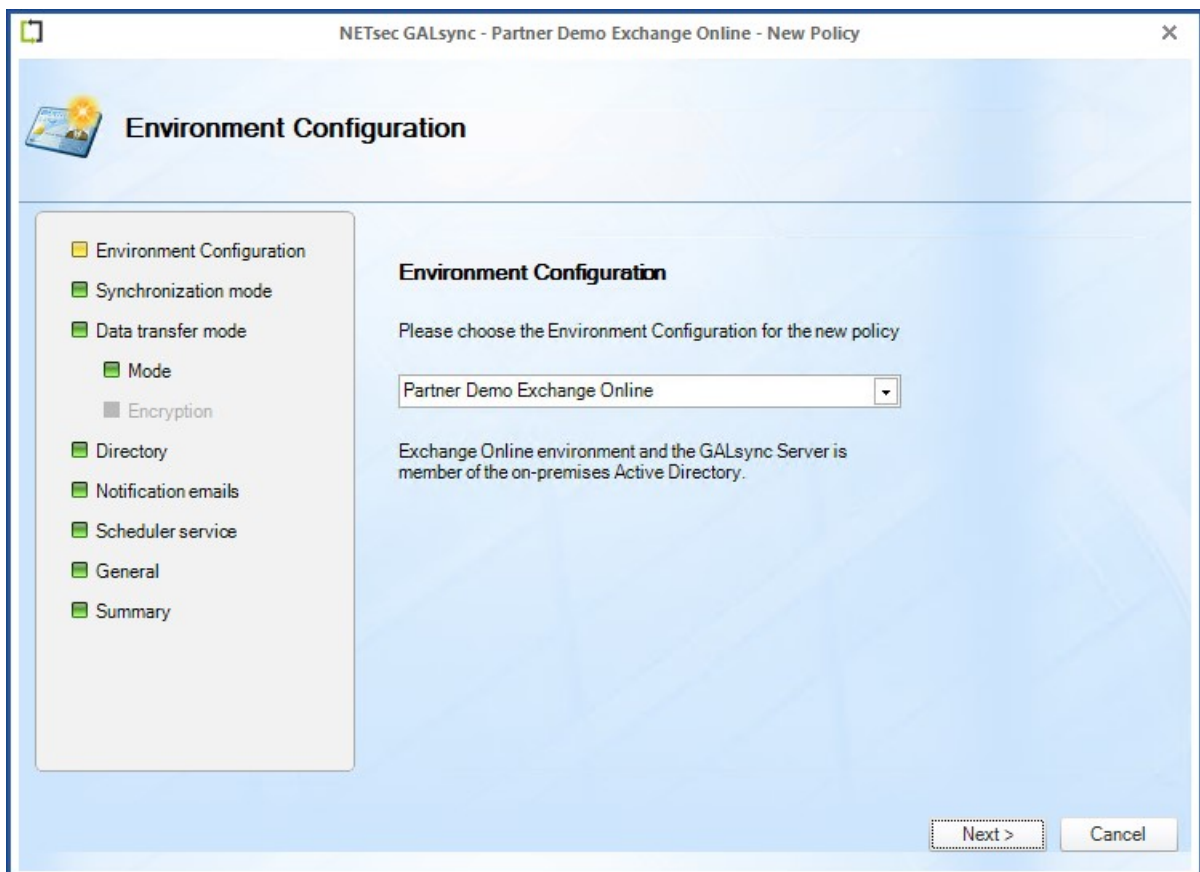 NETsec GALsync - Partner Demo Exchange Online - New Policy
Environment Configuration
Environment Configuration
Synchronization mode
Data transfer mode
Mode
Encryption
Directory
Notification emails
Scheduler service
General
Summary
Environment Configuration
Please choose the Environment Configuration for the new policy
Partner Demo Exchange Online
Exchange Online environment and the GALsync Server is
member of the on-premises Active Directory.
Next >
Cancel